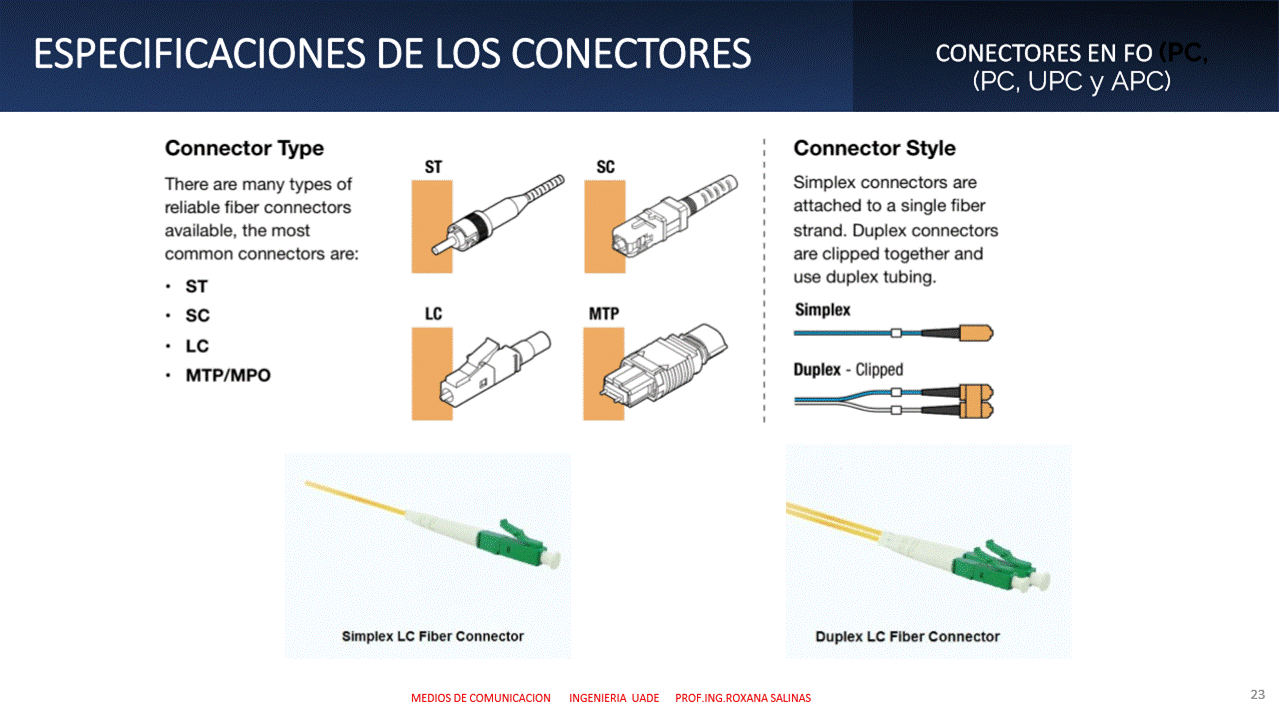 ESPECIFICACIONES DE LOS CONECTORES
CONECTORES EN FO (PC,
(PC, UPC y APC)
Connector Type
There are many types of
reliable fiber connectors
available, the most
common connectors are:
• ST
• SC
• LC
• MTP/MPO
ST
SC
LC
MTP
Connector Style
Simplex connectors are
attached to a single fiber
strand. Duplex connectors
are clipped together and
use duplex tubing.
Simplex
Duplex - Clipped
Simplex LC Fiber Connector
Duplex LC Fiber Connector
MEDIOS DE COMUNICACION INGENIERIA UADE PROF.ING.ROXANA SALINAS
23